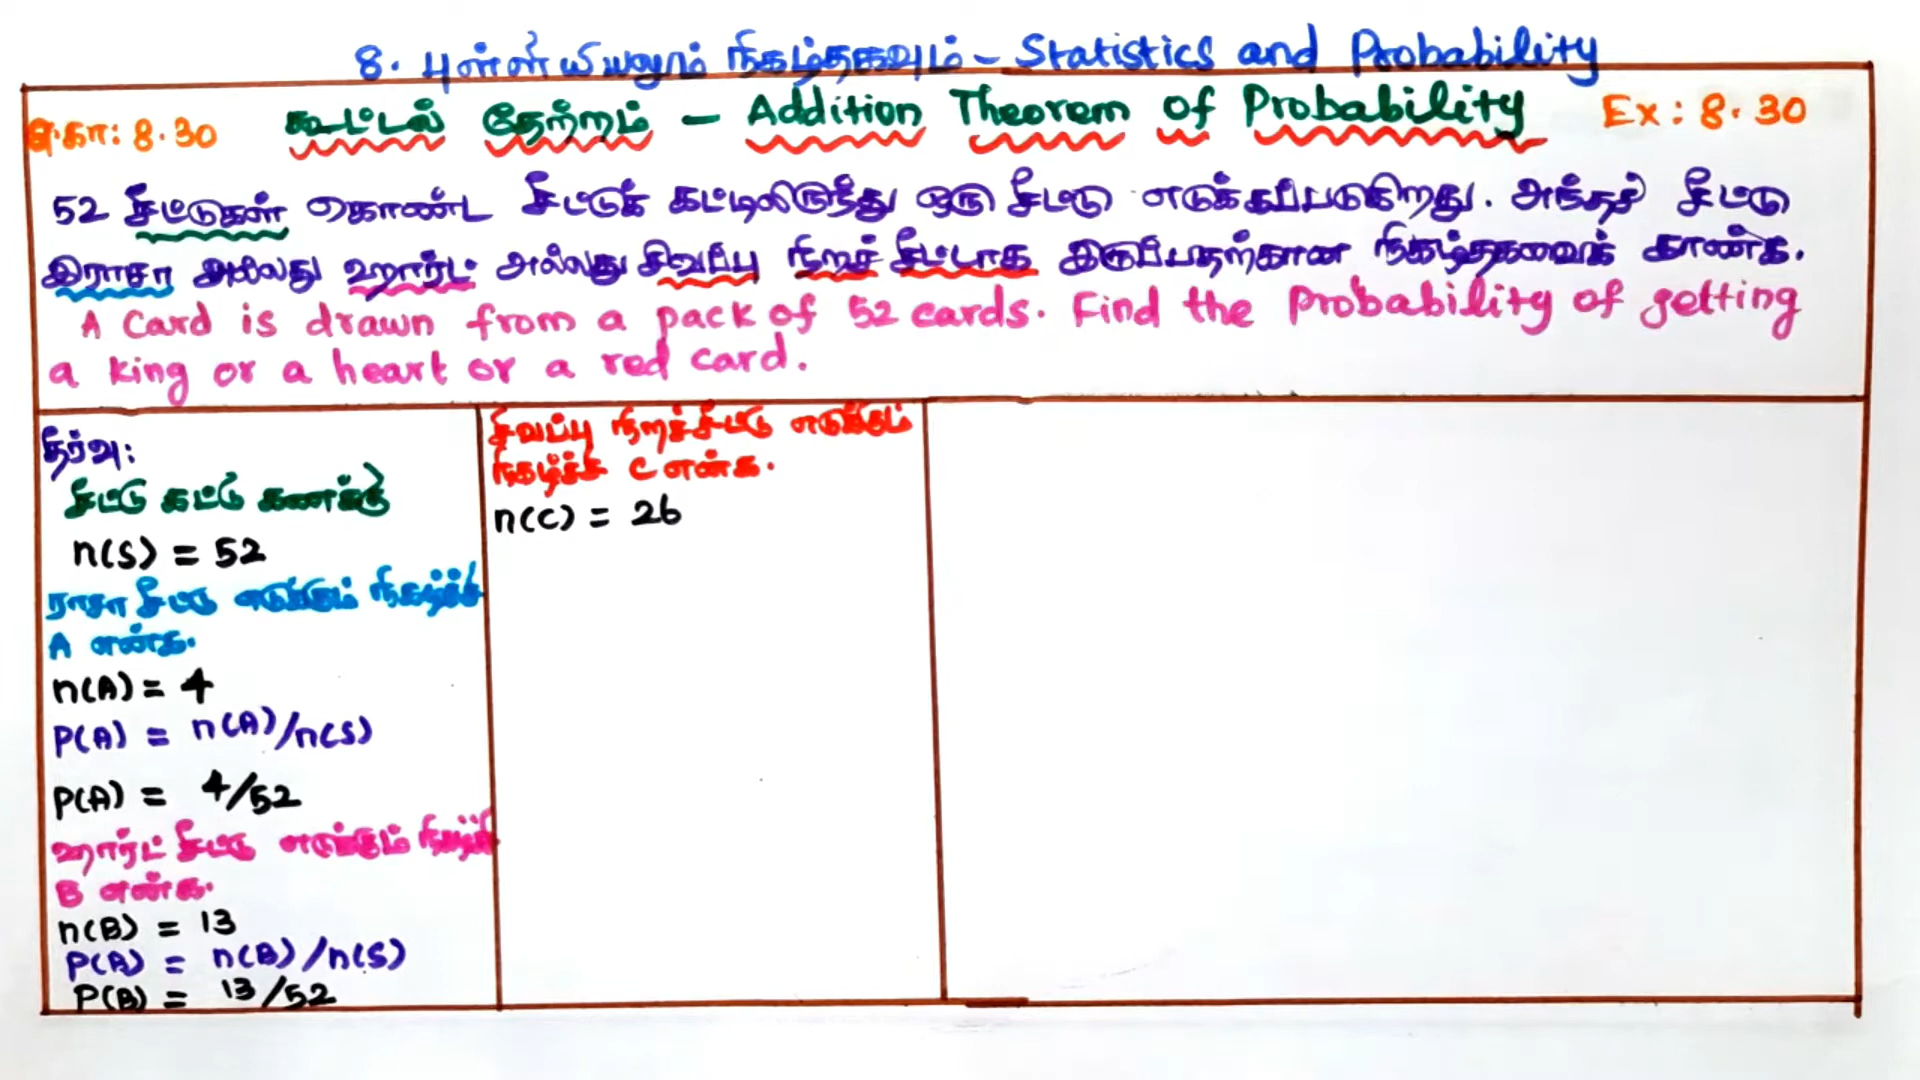 8. புள்ளியியலும் நிகழ்தகவும் - Statistics and Probability
எ.கா: 8.30 கூட்டல் தேற்றம் - Addition Theorem of Probability Ex: 8.30
52 சீட்டுகள் கொண்ட சீட்டுக் கட்டிலிருந்து ஒரு சீட்டு எடுக்கப்படுகிறது. அந்தச் சீட்டு
இராசா அல்லது ஹார்ட் அல்லது சிவப்பு நிறச் சீட்டாக இருப்பதற்கான நிகழ்தகவைக் காண்க.
A Card is drawn from a pack of 52 cards. Find the Probability of getting
a king or a heart or a red card.
தீர்வு:
சீட்டு கட்டு கணக்கு
n(S) = 52
ராசா சீட்டு எடுக்கும் நிகழ்ச்சி
A என்க.
n(A) = 4
P(A) = n(A)/n(S)
P(A) = 4/52
ஹார்ட் சீட்டு எடுக்கும் நிகழ்ச்சி
B என்க.
n(B) = 13
P(B) = n(B)/n(S)
P(B) = 13/52
சிவப்பு நிறச்சீட்டு எடுக்கும்
நிகழ்ச்சி C என்க.
n(C) = 26